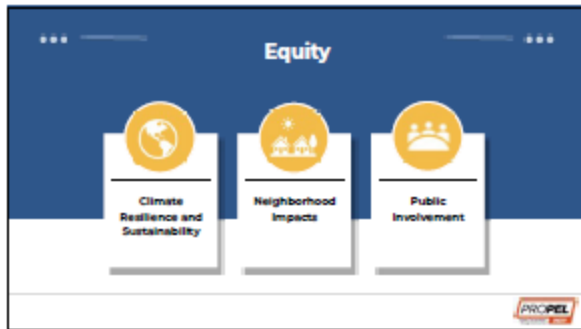 Equity
Climate
Resilience and
Sustainability
Neighborhood
Impacts
Public
Involvement
PROPEL